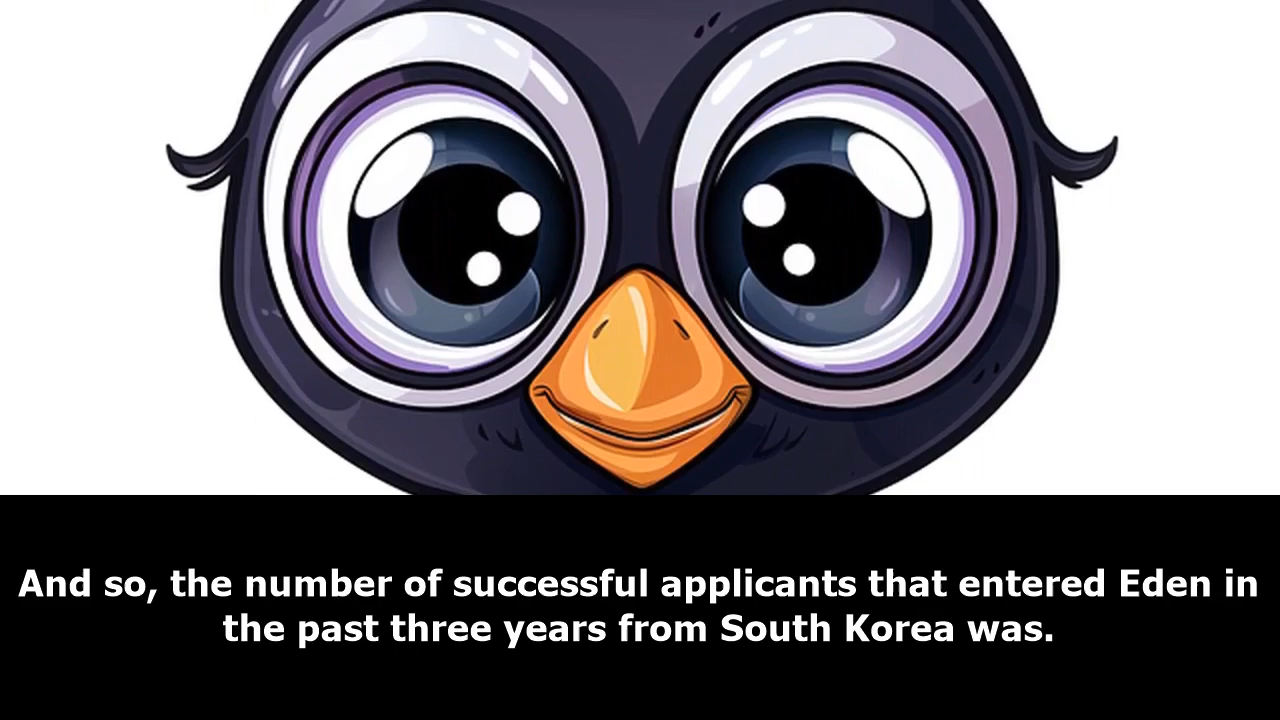 And so, the number of successful applicants that entered Eden in
the past three years from South Korea was.